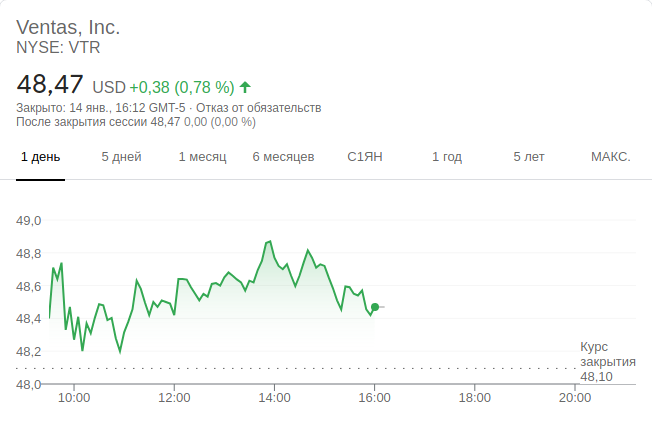 Ventas, Inc.
NYSE: VTR
48,47 USD +0,38 (0,78 %)
Закрыто: 14 янв., 16:12 GMT-5 · Отказ от обязательств
После закрытия сессии 48,47 0,00 (0,00 %)
1 день 5 дней 1 месяц 6 месяцев С1ЯН 1 год 5 лет МАКС.
49,0
48,8
48,6
48,4
48,2
48,0
Курс
закрытия
48,10
10:00 12:00 14:00 16:00 18:00 20:00